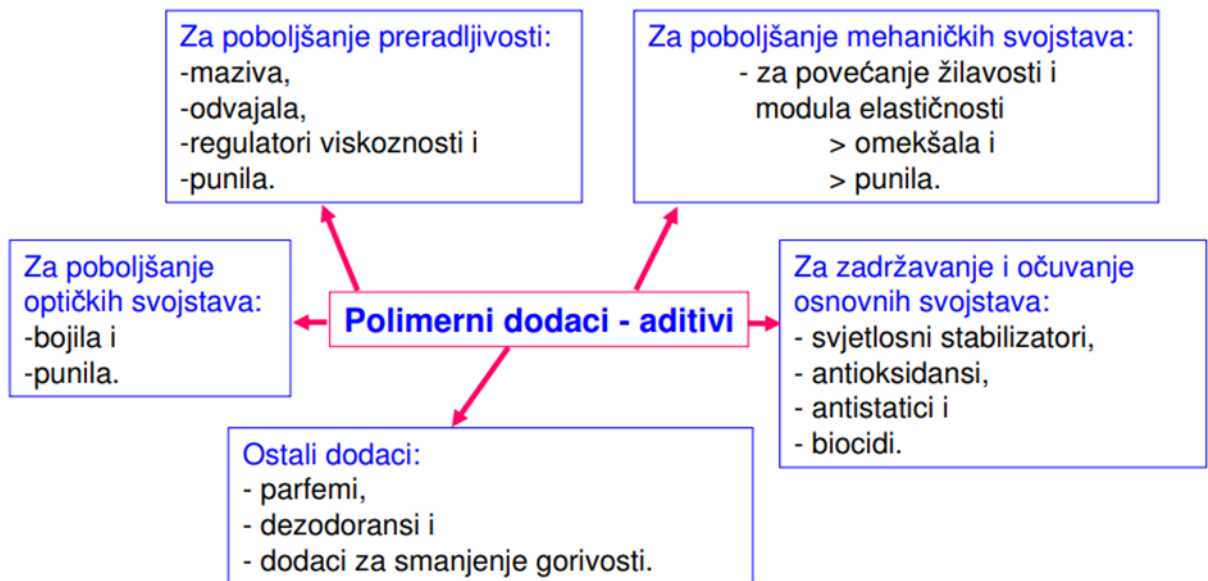 Za poboljšanje preradljivosti:
-maziva,
-odvajala,
-regulatori viskoznosti i
-punila.
Za poboljšanje mehaničkih svojstava:
- za povećanje žilavosti i
modula elastičnosti
> omekšala i
> punila.
Za poboljšanje
optičkih svojstava:
-bojila i
-punila.
Polimerni dodaci - aditivi
Za zadržavanje i očuvanje
osnovnih svojstava:
- svjetlosni stabilizatori,
- antioksidansi,
- antistatici i
- biocidi.
Ostali dodaci:
- parfemi,
- dezodoransi i
- dodaci za smanjenje gorivosti.